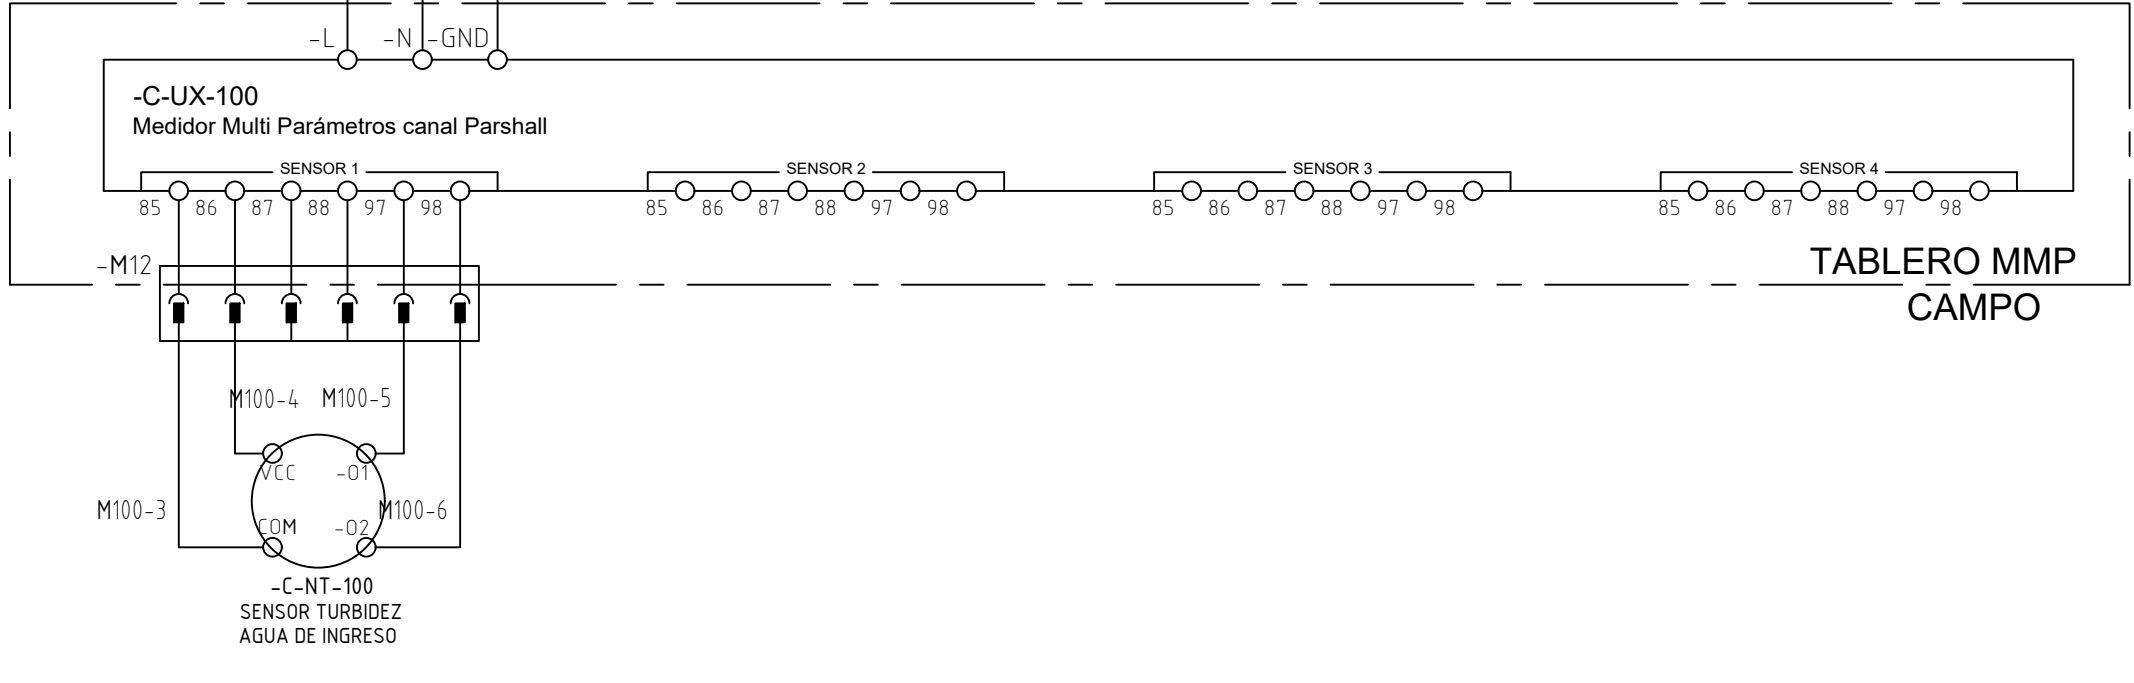 -L -N -GND
-C-UX-100
Medidor Multi Parámetros canal Parshall
SENSOR 1 SENSOR 2 SENSOR 3 SENSOR 4
85 86 87 88 97 98 85 86 87 88 97 98 85 86 87 88 97 98 85 86 87 88 97 98
-M12
TABLERO MMP
CAMPO
M100-4 M100-5
VCC -O1
M100-3 M100-6
COM -O2
-C-NT-100
SENSOR TURBIDEZ
AGUA DE INGRESO